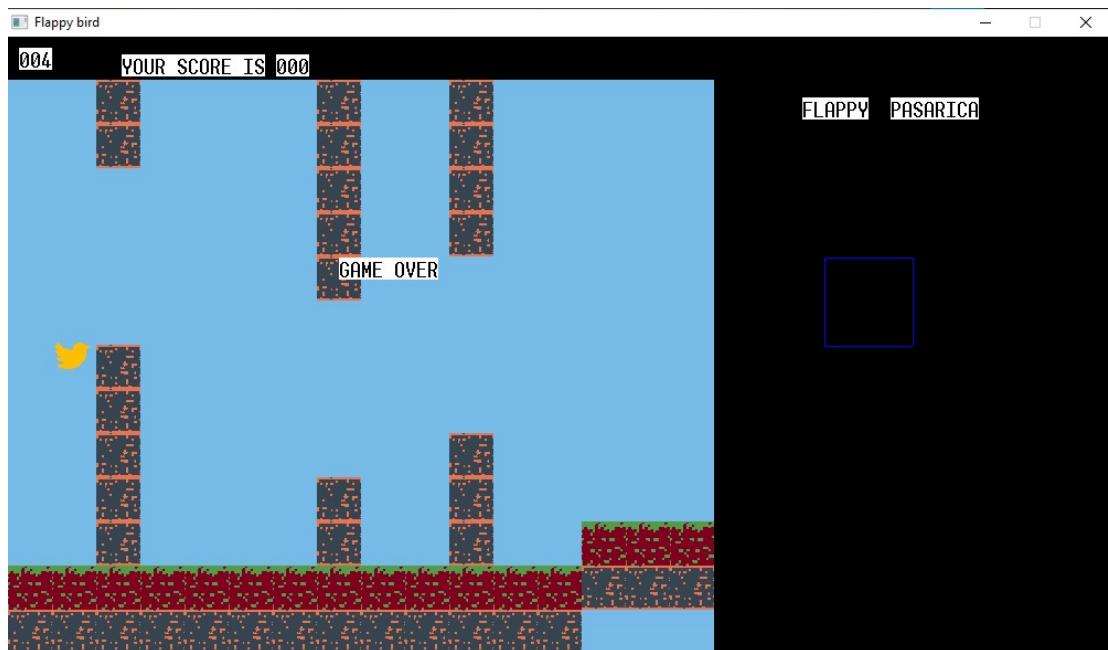 Flappy bird
004
YOUR SCORE IS 000
FLAPPY PASARICA
GAME OVER